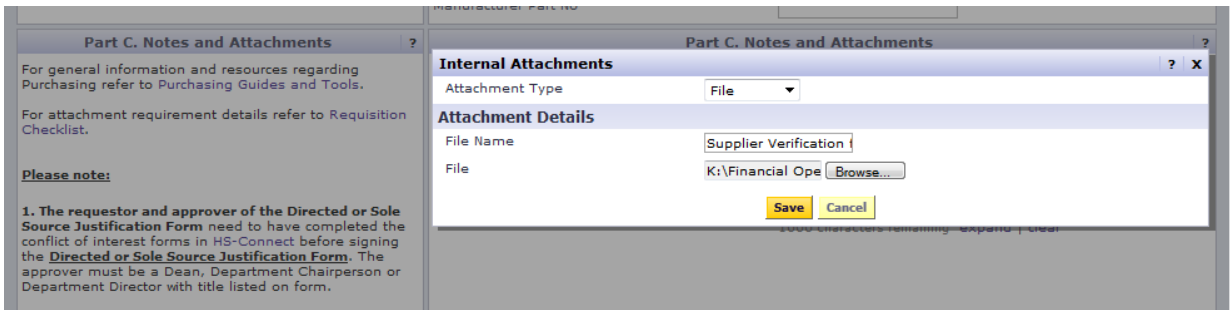 Manufacturer Part No
Part C. Notes and Attachments ?
For general information and resources regarding
Purchasing refer to Purchasing Guides and Tools.
For attachment requirement details refer to Requisition
Checklist.
Please note:
1. The requestor and approver of the Directed or Sole
Source Justification Form need to have completed the
conflict of interest forms in HS-Connect before signing
the Directed or Sole Source Justification Form. The
approver must be a Dean, Department Chairperson or
Department Director with title listed on form.
Part C. Notes and Attachments ?
Internal Attachments ? X
Attachment Type File
Attachment Details
File Name Supplier Verification
File K:\Financial Ope Browse...
Save Cancel
1000 characters remaining expand | clear